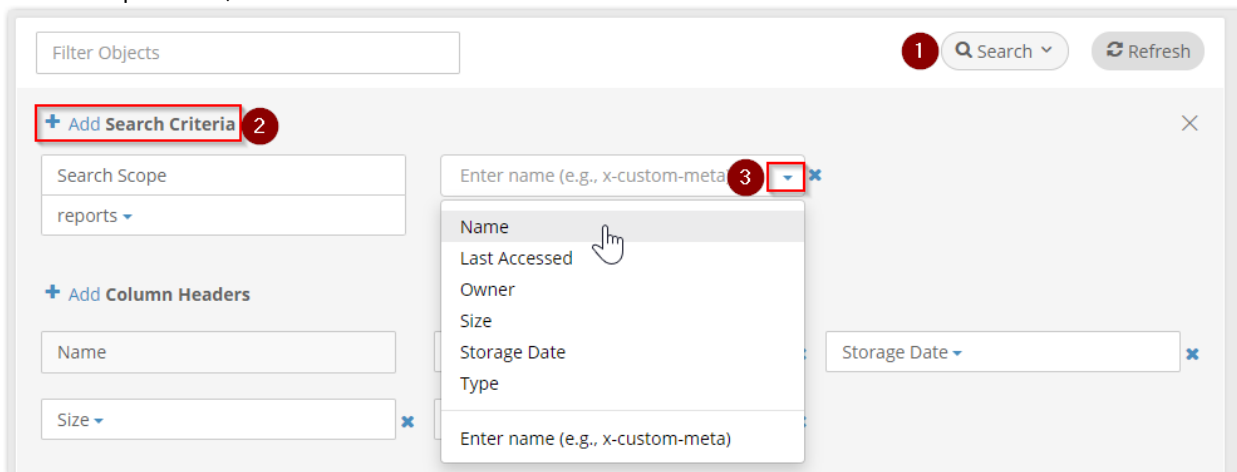 Filter Objects
1 Search Refresh
+ Add Search Criteria 2
Search Scope
Enter name (e.g., x-custom-meta) 3
reports
Name
Last Accessed
Owner
Size
Storage Date
Type
Enter name (e.g., x-custom-meta)
+ Add Column Headers
Name
Storage Date
Size